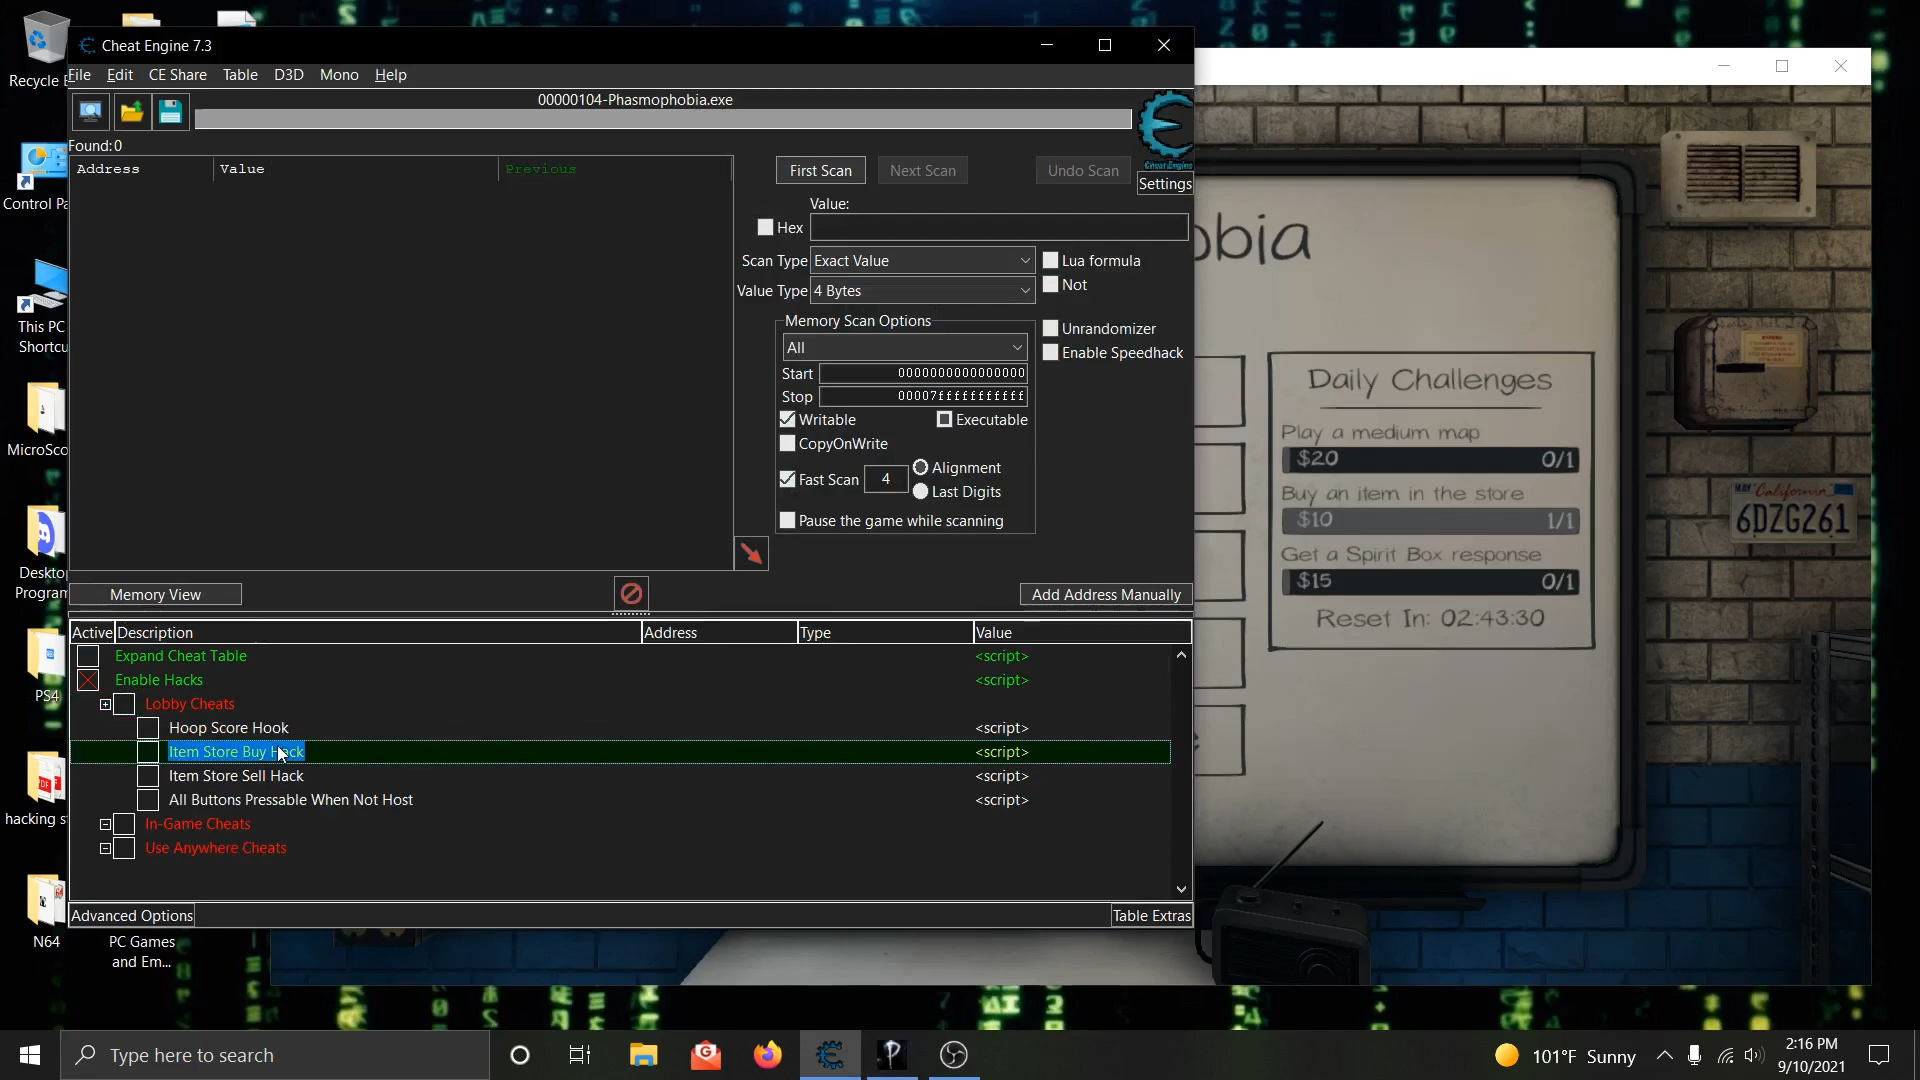 Recycle B
Control Pa
This PC
Shortcu
MicroSco
Deskto
Program
hacking s
PS4
N64
PC Games
and Em...
Cheat Engine 7.3
File Edit CE Share Table D3D Mono Help
00000104-Phasmophobia.exe
Found:0
Address Value Previous
First Scan Next Scan Undo Scan
Cheat Engine
Settings
Value:
Hex
Scan Type Exact Value
Lua formula
Not
Value Type 4 Bytes
Memory Scan Options
All
Unrandomizer
Enable Speedhack
Start 0000000000000000
Stop 00007fffffffffff
Writable Executable
CopyOnWrite
Fast Scan 4 Alignment
Last Digits
Pause the game while scanning
Memory View Add Address Manually
Active Description Address Type Value
Expand Cheat Table <script>
Enable Hacks <script>
Lobby Cheats
Hoop Score Hook <script>
Item Store Buy Hack <script>
Item Store Sell Hack <script>
All Buttons Pressable When Not Host <script>
In-Game Cheats
Use Anywhere Cheats
Advanced Options Table Extras
obia
Daily Challenges
Play a medium map
$20 0/1
Buy an item in the store
$10 1/1
Get a Spirit Box response
$15 0/1
Reset In: 02:43:30
California
6DZG261
Type here to search
101°F Sunny
2:16 PM
9/10/2021